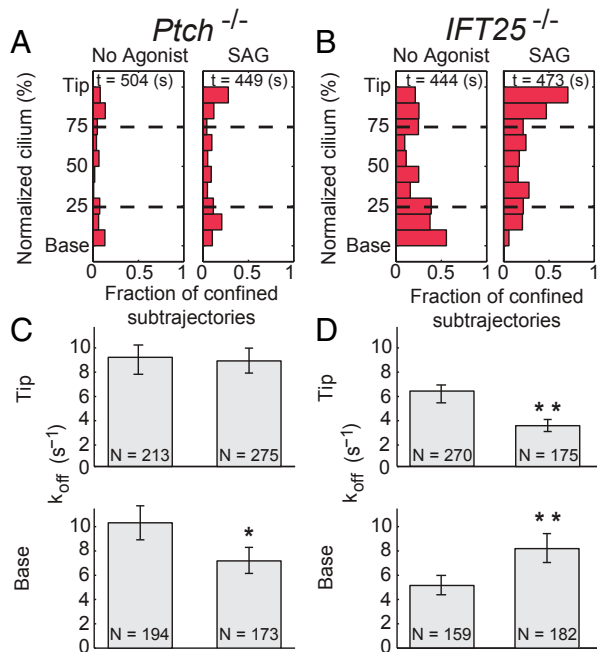 A
Ptch -/-
B
IFT25 -/-
No Agonist
SAG
No Agonist
SAG
t = 504 (s)
t = 449 (s)
t = 444 (s)
t = 473 (s)
Normalized cilium (%)
Tip
75
50
25
Base
Normalized cilium (%)
Tip
75
50
25
Base
0 0.5 1
0 0.5 1
0 0.5 1
0 0.5 1
Fraction of confined
subtrajectories
Fraction of confined
subtrajectories
C
D
Tip
10
8
6
4
2
0
N = 213
N = 275
Tip
10
8
6
4
2
0
* *
N = 270
N = 175
koff (s–1)
koff (s–1)
Base
10
8
6
4
2
0
*
N = 194
N = 173
Base
10
8
6
4
2
0
* *
N = 159
N = 182